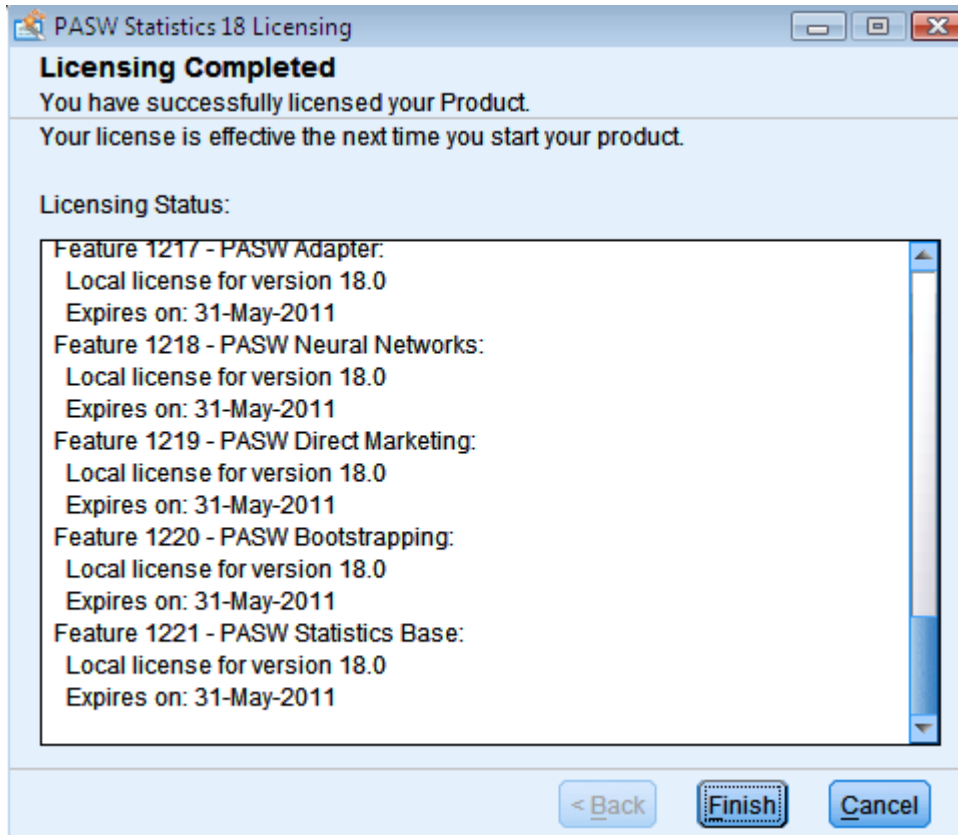 PASW Statistics 18 Licensing
Licensing Completed
You have successfully licensed your Product.
Your license is effective the next time you start your product.
Licensing Status:
Feature 1217 - PASW Adapter:
Local license for version 18.0
Expires on: 31-May-2011
Feature 1218 - PASW Neural Networks:
Local license for version 18.0
Expires on: 31-May-2011
Feature 1219 - PASW Direct Marketing:
Local license for version 18.0
Expires on: 31-May-2011
Feature 1220 - PASW Bootstrapping:
Local license for version 18.0
Expires on: 31-May-2011
Feature 1221 - PASW Statistics Base:
Local license for version 18.0
Expires on: 31-May-2011
< Back Finish Cancel